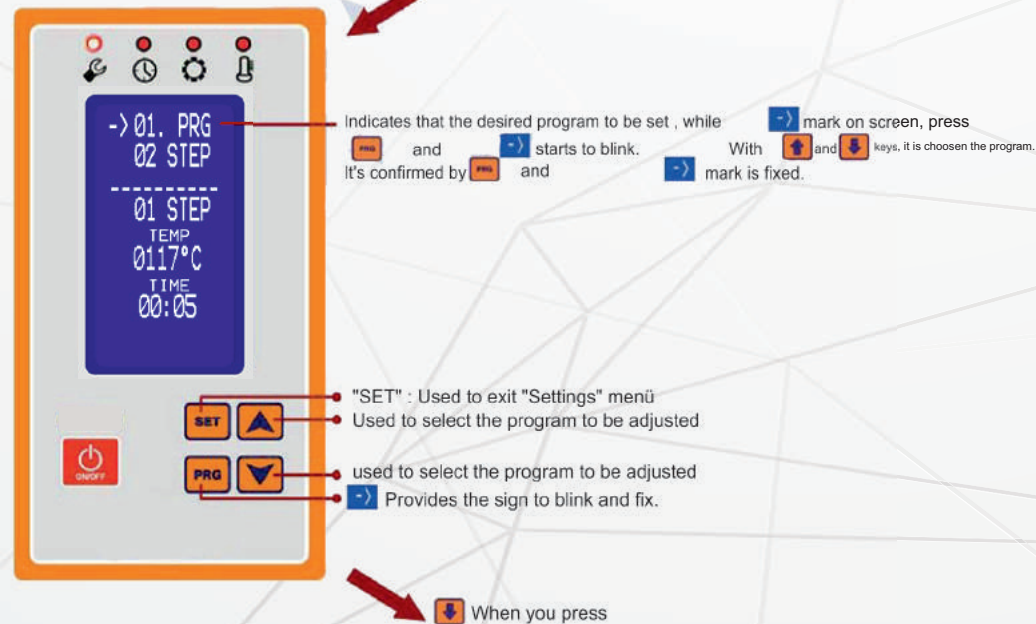 ->01. PRG
02 STEP
----------
01 STEP
TEMP
0117°C
TIME
00:05
Indicates that the desired program to be set , while -> mark on screen, press
PRG and -> starts to blink. With and keys, it is choosen the program.
It's confirmed by PRG and -> mark is fixed.
SET
PRG
ON/OFF
"SET" : Used to exit "Settings" menü
Used to select the program to be adjusted
used to select the program to be adjusted
-> Provides the sign to blink and fix.
When you press